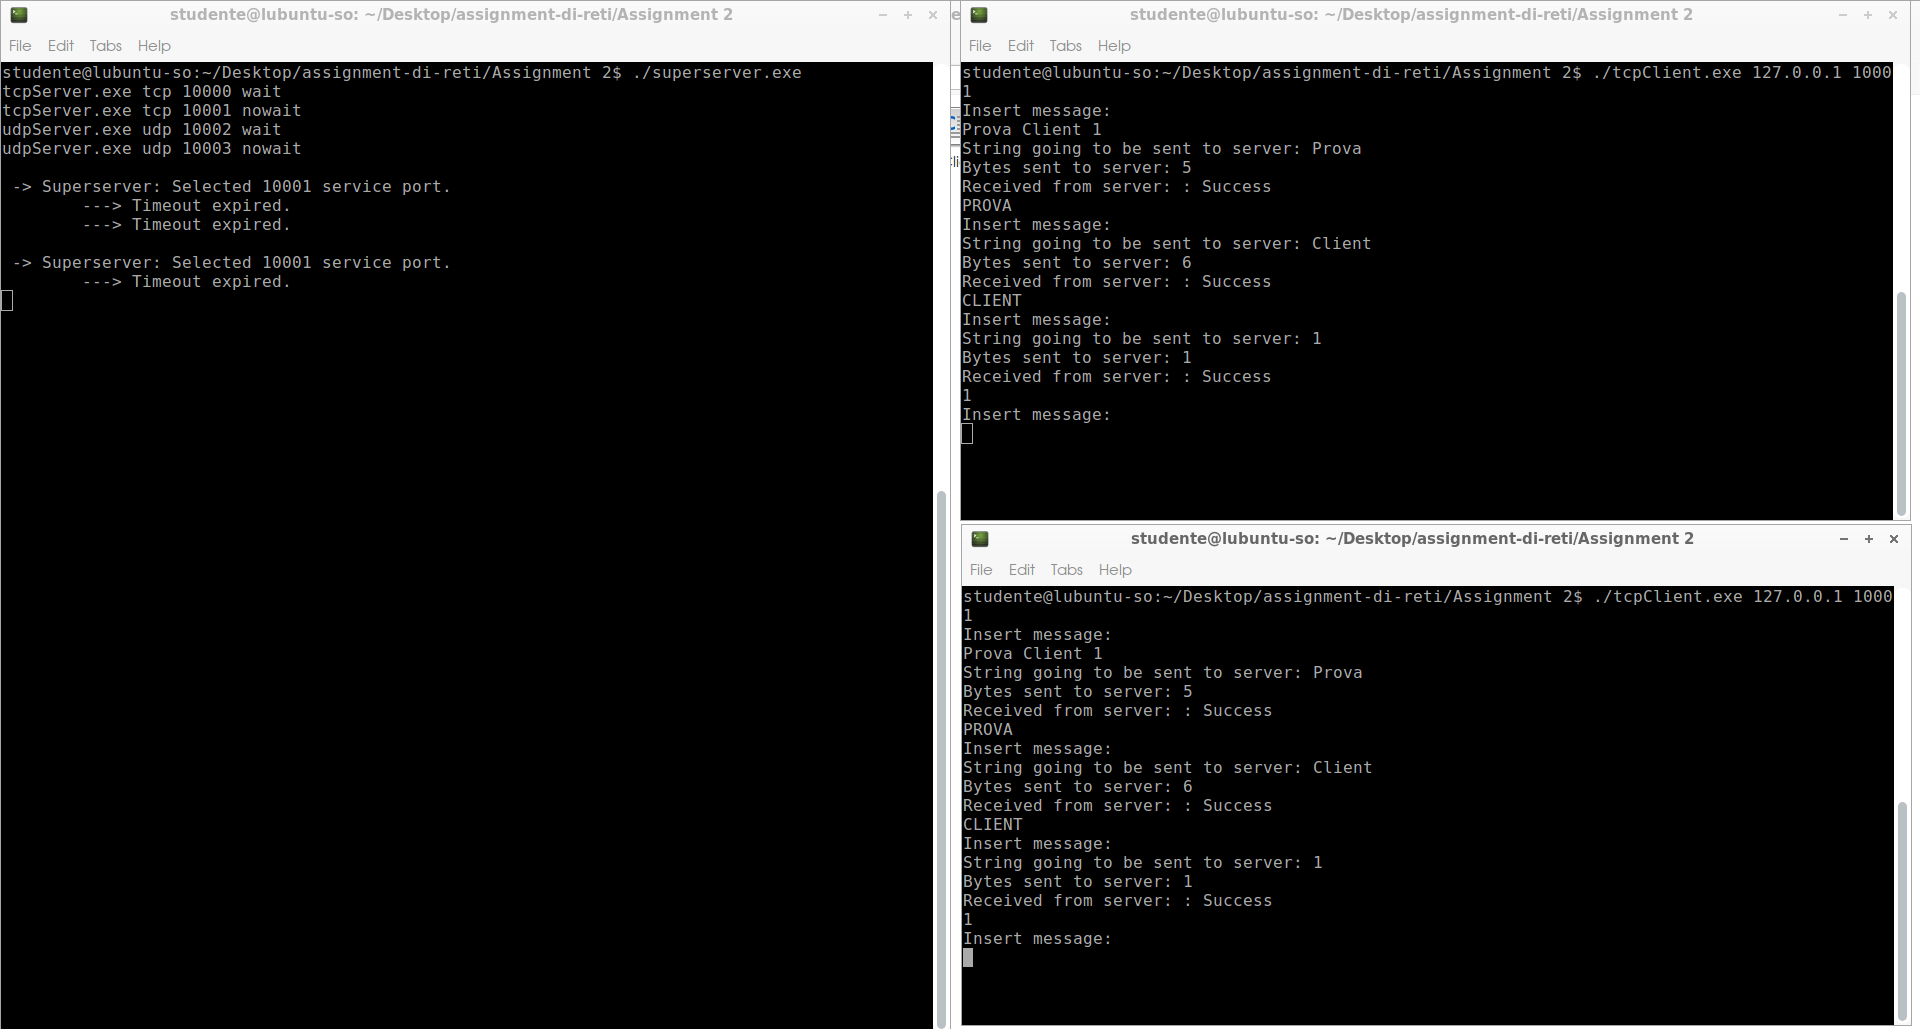 studente@lubuntu-so: ~/Desktop/assignment-di-reti/Assignment 2
File Edit Tabs Help
studente@lubuntu-so:~/Desktop/assignment-di-reti/Assignment 2$ ./superserver.exe
tcpServer.exe tcp 10000 wait
tcpServer.exe tcp 10001 nowait
udpServer.exe udp 10002 wait
udpServer.exe udp 10003 nowait
-> Superserver: Selected 10001 service port.
---> Timeout expired.
---> Timeout expired.
-> Superserver: Selected 10001 service port.
---> Timeout expired.
studente@lubuntu-so: ~/Desktop/assignment-di-reti/Assignment 2
File Edit Tabs Help
studente@lubuntu-so:~/Desktop/assignment-di-reti/Assignment 2$ ./tcpClient.exe 127.0.0.1 1000
1
Insert message:
Prova Client 1
String going to be sent to server: Prova
Bytes sent to server: 5
Received from server: : Success
PROVA
Insert message:
String going to be sent to server: Client
Bytes sent to server: 6
Received from server: : Success
CLIENT
Insert message:
String going to be sent to server: 1
Bytes sent to server: 1
Received from server: : Success
1
Insert message:
studente@lubuntu-so: ~/Desktop/assignment-di-reti/Assignment 2
File Edit Tabs Help
studente@lubuntu-so:~/Desktop/assignment-di-reti/Assignment 2$ ./tcpClient.exe 127.0.0.1 1000
1
Insert message:
Prova Client 1
String going to be sent to server: Prova
Bytes sent to server: 5
Received from server: : Success
PROVA
Insert message:
String going to be sent to server: Client
Bytes sent to server: 6
Received from server: : Success
CLIENT
Insert message:
String going to be sent to server: 1
Bytes sent to server: 1
Received from server: : Success
1
Insert message: